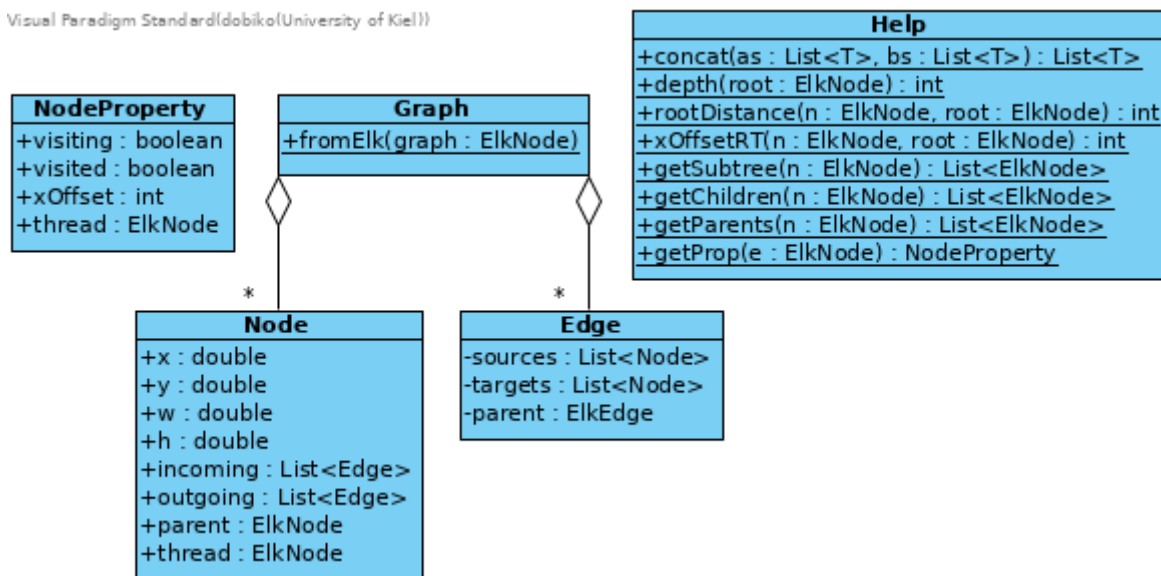 Visual Paradigm Standard(dobiko(University of Kiel))
Help
+concat(as : List<T>, bs : List<T>) : List<T>
+depth(root : ElkNode) : int
+rootDistance(n : ElkNode, root : ElkNode) : int
+xOffsetRT(n : ElkNode, root : ElkNode) : int
+getSubtree(n : ElkNode) : List<ElkNode>
+getChildren(n : ElkNode) : List<ElkNode>
+getParents(n : ElkNode) : List<ElkNode>
+getProp(e : ElkNode) : NodeProperty
NodeProperty
+visiting : boolean
+visited : boolean
+xOffset : int
+thread : ElkNode
Graph
+fromElk(graph : ElkNode)
*
*
Node
+x : double
+y : double
+w : double
+h : double
+incoming : List<Edge>
+outgoing : List<Edge>
+parent : ElkNode
+thread : ElkNode
Edge
-sources : List<Node>
-targets : List<Node>
-parent : ElkEdge